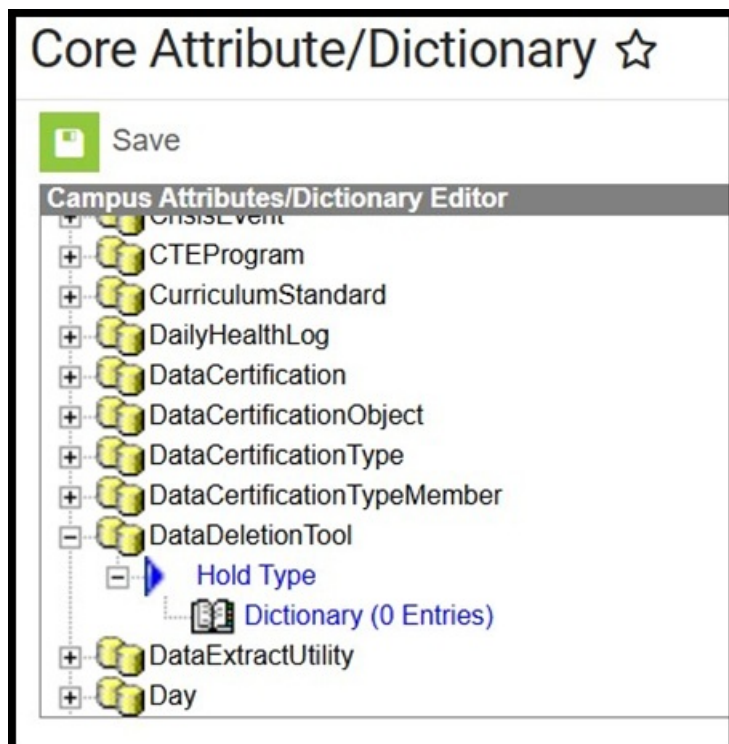 Core Attribute/Dictionary
Save
Campus Attributes/Dictionary Editor
CrisisEvent
CTEProgram
CurriculumStandard
DailyHealthLog
DataCertification
DataCertificationObject
DataCertificationType
DataCertificationTypeMember
DataDeletionTool
Hold Type
Dictionary (0 Entries)
DataExtractUtility
Day